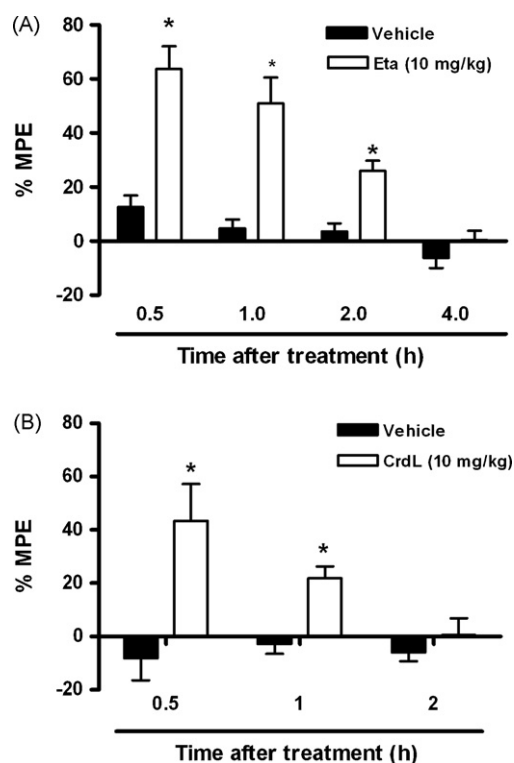 (A)
Vehicle
Eta (10 mg/kg)
% MPE
80
60
40
20
0
-20
*
*
*
0.5 1.0 2.0 4.0
Time after treatment (h)
(B)
Vehicle
CrdL (10 mg/kg)
% MPE
80
60
40
20
0
-20
*
*
0.5 1 2
Time after treatment (h)